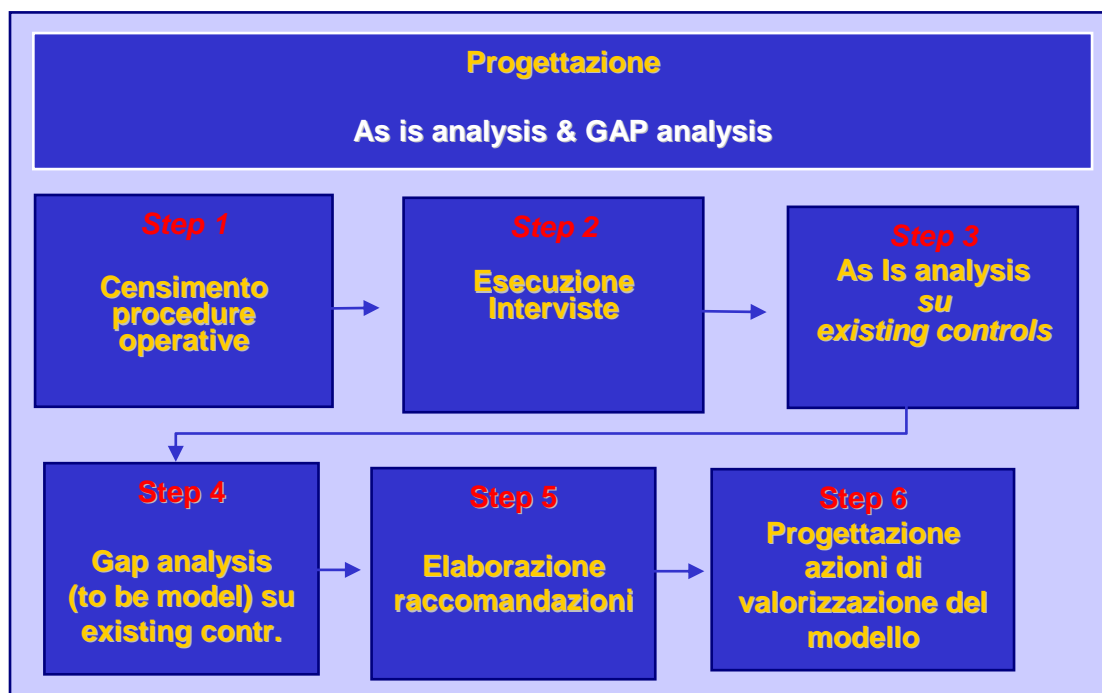 Progettazione
As is analysis & GAP analysis
Step 1
Censimento
procedure
operative
Step 2
Esecuzione
Interviste
Step 3
As Is analysis
su
existing controls
Step 4
Gap analysis
(to be model) su
existing contr.
Step 5
Elaborazione
raccomandazioni
Step 6
Progettazione
azioni di
valorizzazione del
modello